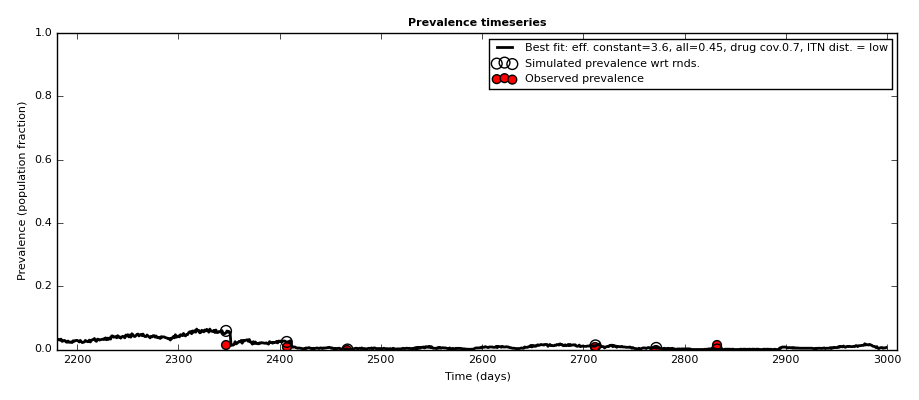 Prevalence timeseries
Best fit: eff. constant=3.6, all=0.45, drug cov.0.7, ITN dist. = low
Simulated prevalence wrt rnds.
Observed prevalence
Prevalence (population fraction)
1.0
0.8
0.6
0.4
0.2
0.0
2200 2300 2400 2500 2600 2700 2800 2900 3000
Time (days)